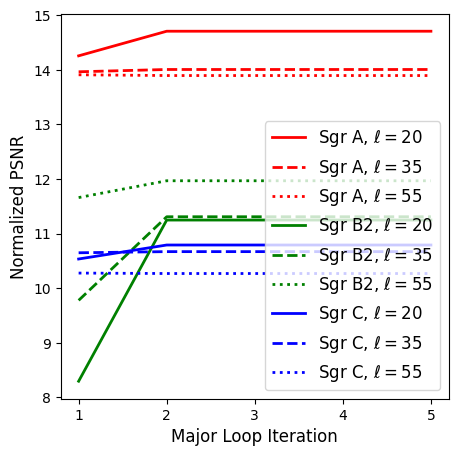 15
14
13
12
11
10
9
8
Normalized PSNR
Sgr A, ℓ = 20
Sgr A, ℓ = 35
Sgr A, ℓ = 55
Sgr B2, ℓ = 20
Sgr B2, ℓ = 35
Sgr B2, ℓ = 55
Sgr C, ℓ = 20
Sgr C, ℓ = 35
Sgr C, ℓ = 55
1 2 3 4 5
Major Loop Iteration